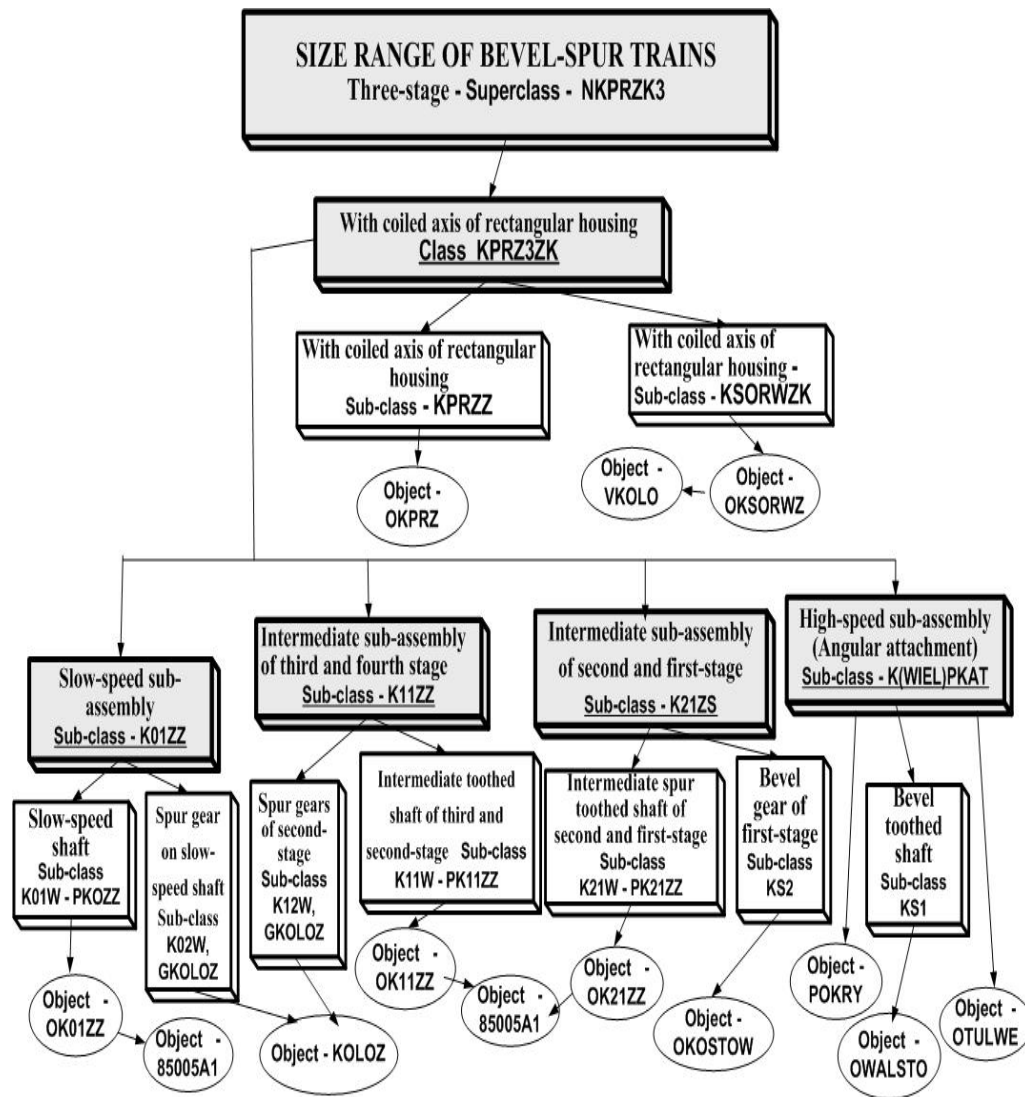 SIZE RANGE OF BEVEL-SPUR TRAINS
Three-stage - Superclass - NKPRZK3
With coiled axis of rectangular housing
Class KPRZ3ZK
With coiled axis of rectangular
housing
Sub-class - KPRZZ
With coiled axis of
rectangular housing -
Sub-class - KSORWZK
Object -
OKPRZ
Object -
VKOLO
Object -
OKSORWZ
Slow-speed sub-
assembly
Sub-class - K01ZZ
Intermediate sub-assembly
of third and fourth stage
Sub-class - K11ZZ
Intermediate sub-assembly
of second and first-stage
Sub-class - K21ZS
High-speed sub-assembly
(Angular attachment)
Sub-class - K(WIEL)PKAT
Slow-speed
shaft
Sub-class
K01W - PKOZZ
Spur gear
on slow-
speed shaft
Sub-class
K02W,
GKOLOZ
Spur gears
of second-
stage
Sub-class
K12W,
GKOLOZ
Intermediate toothed
shaft of third and
second-stage Sub-class
K11W - PK11ZZ
Intermediate spur
toothed shaft of
second and first-stage
Sub-class
K21W - PK21ZZ
Bevel
gear of
first-stage
Sub-class
KS2
Bevel
toothed
shaft
Sub-class
KS1
Object -
OK01ZZ
Object -
85005A1
Object - KOLOZ
Object -
OK11ZZ
Object -
85005A1
Object -
OK21ZZ
Object -
OKOSTOW
Object -
POKRY
Object -
OWALSTO
Object -
OTULWE